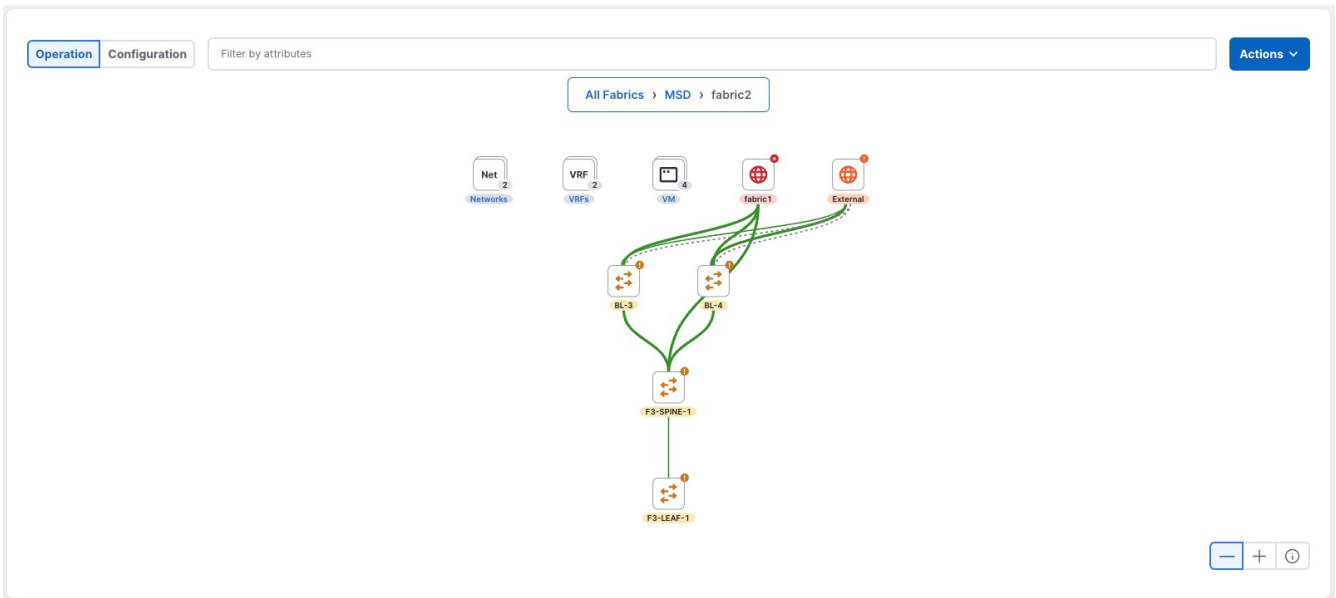 Operation Configuration Filter by attributes Actions
All Fabrics › MSD › fabric2
Net VRF
2 2 4
Networks VRFs VM fabric1 External
BL-3 BL-4
F3-SPINE-1
F3-LEAF-1